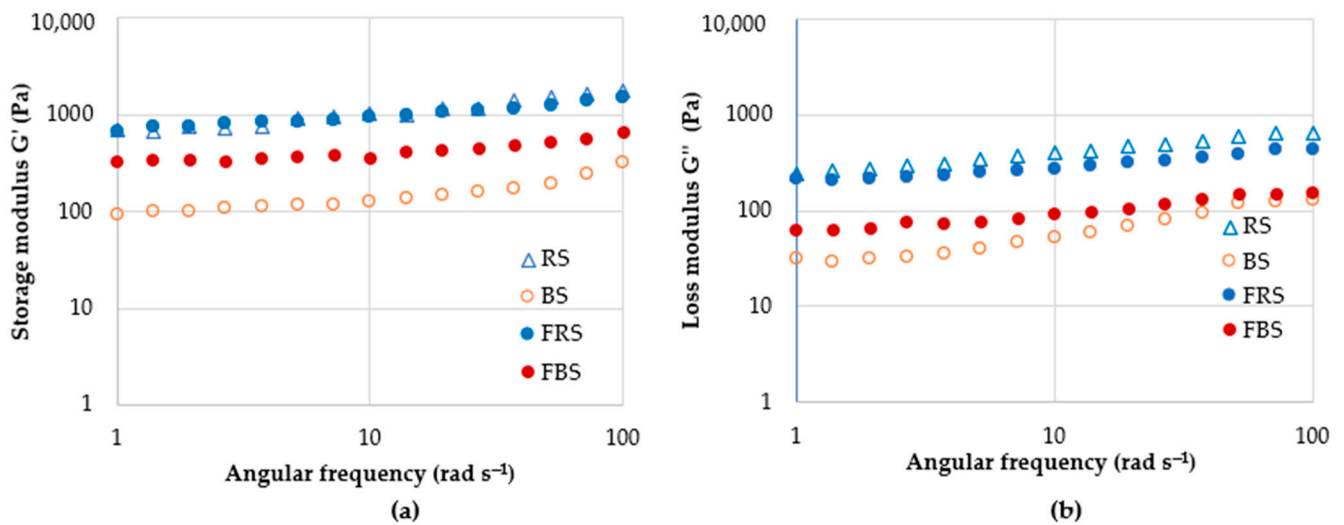 10,000
1000
100
10
1
Storage modulus G' (Pa)
RS
BS
FRS
FBS
1
10
100
Angular frequency (rad s⁻¹)
(a)
10,000
1000
100
10
1
Loss modulus G'' (Pa)
RS
BS
FRS
FBS
1
10
100
Angular frequency (rad s⁻¹)
(b)